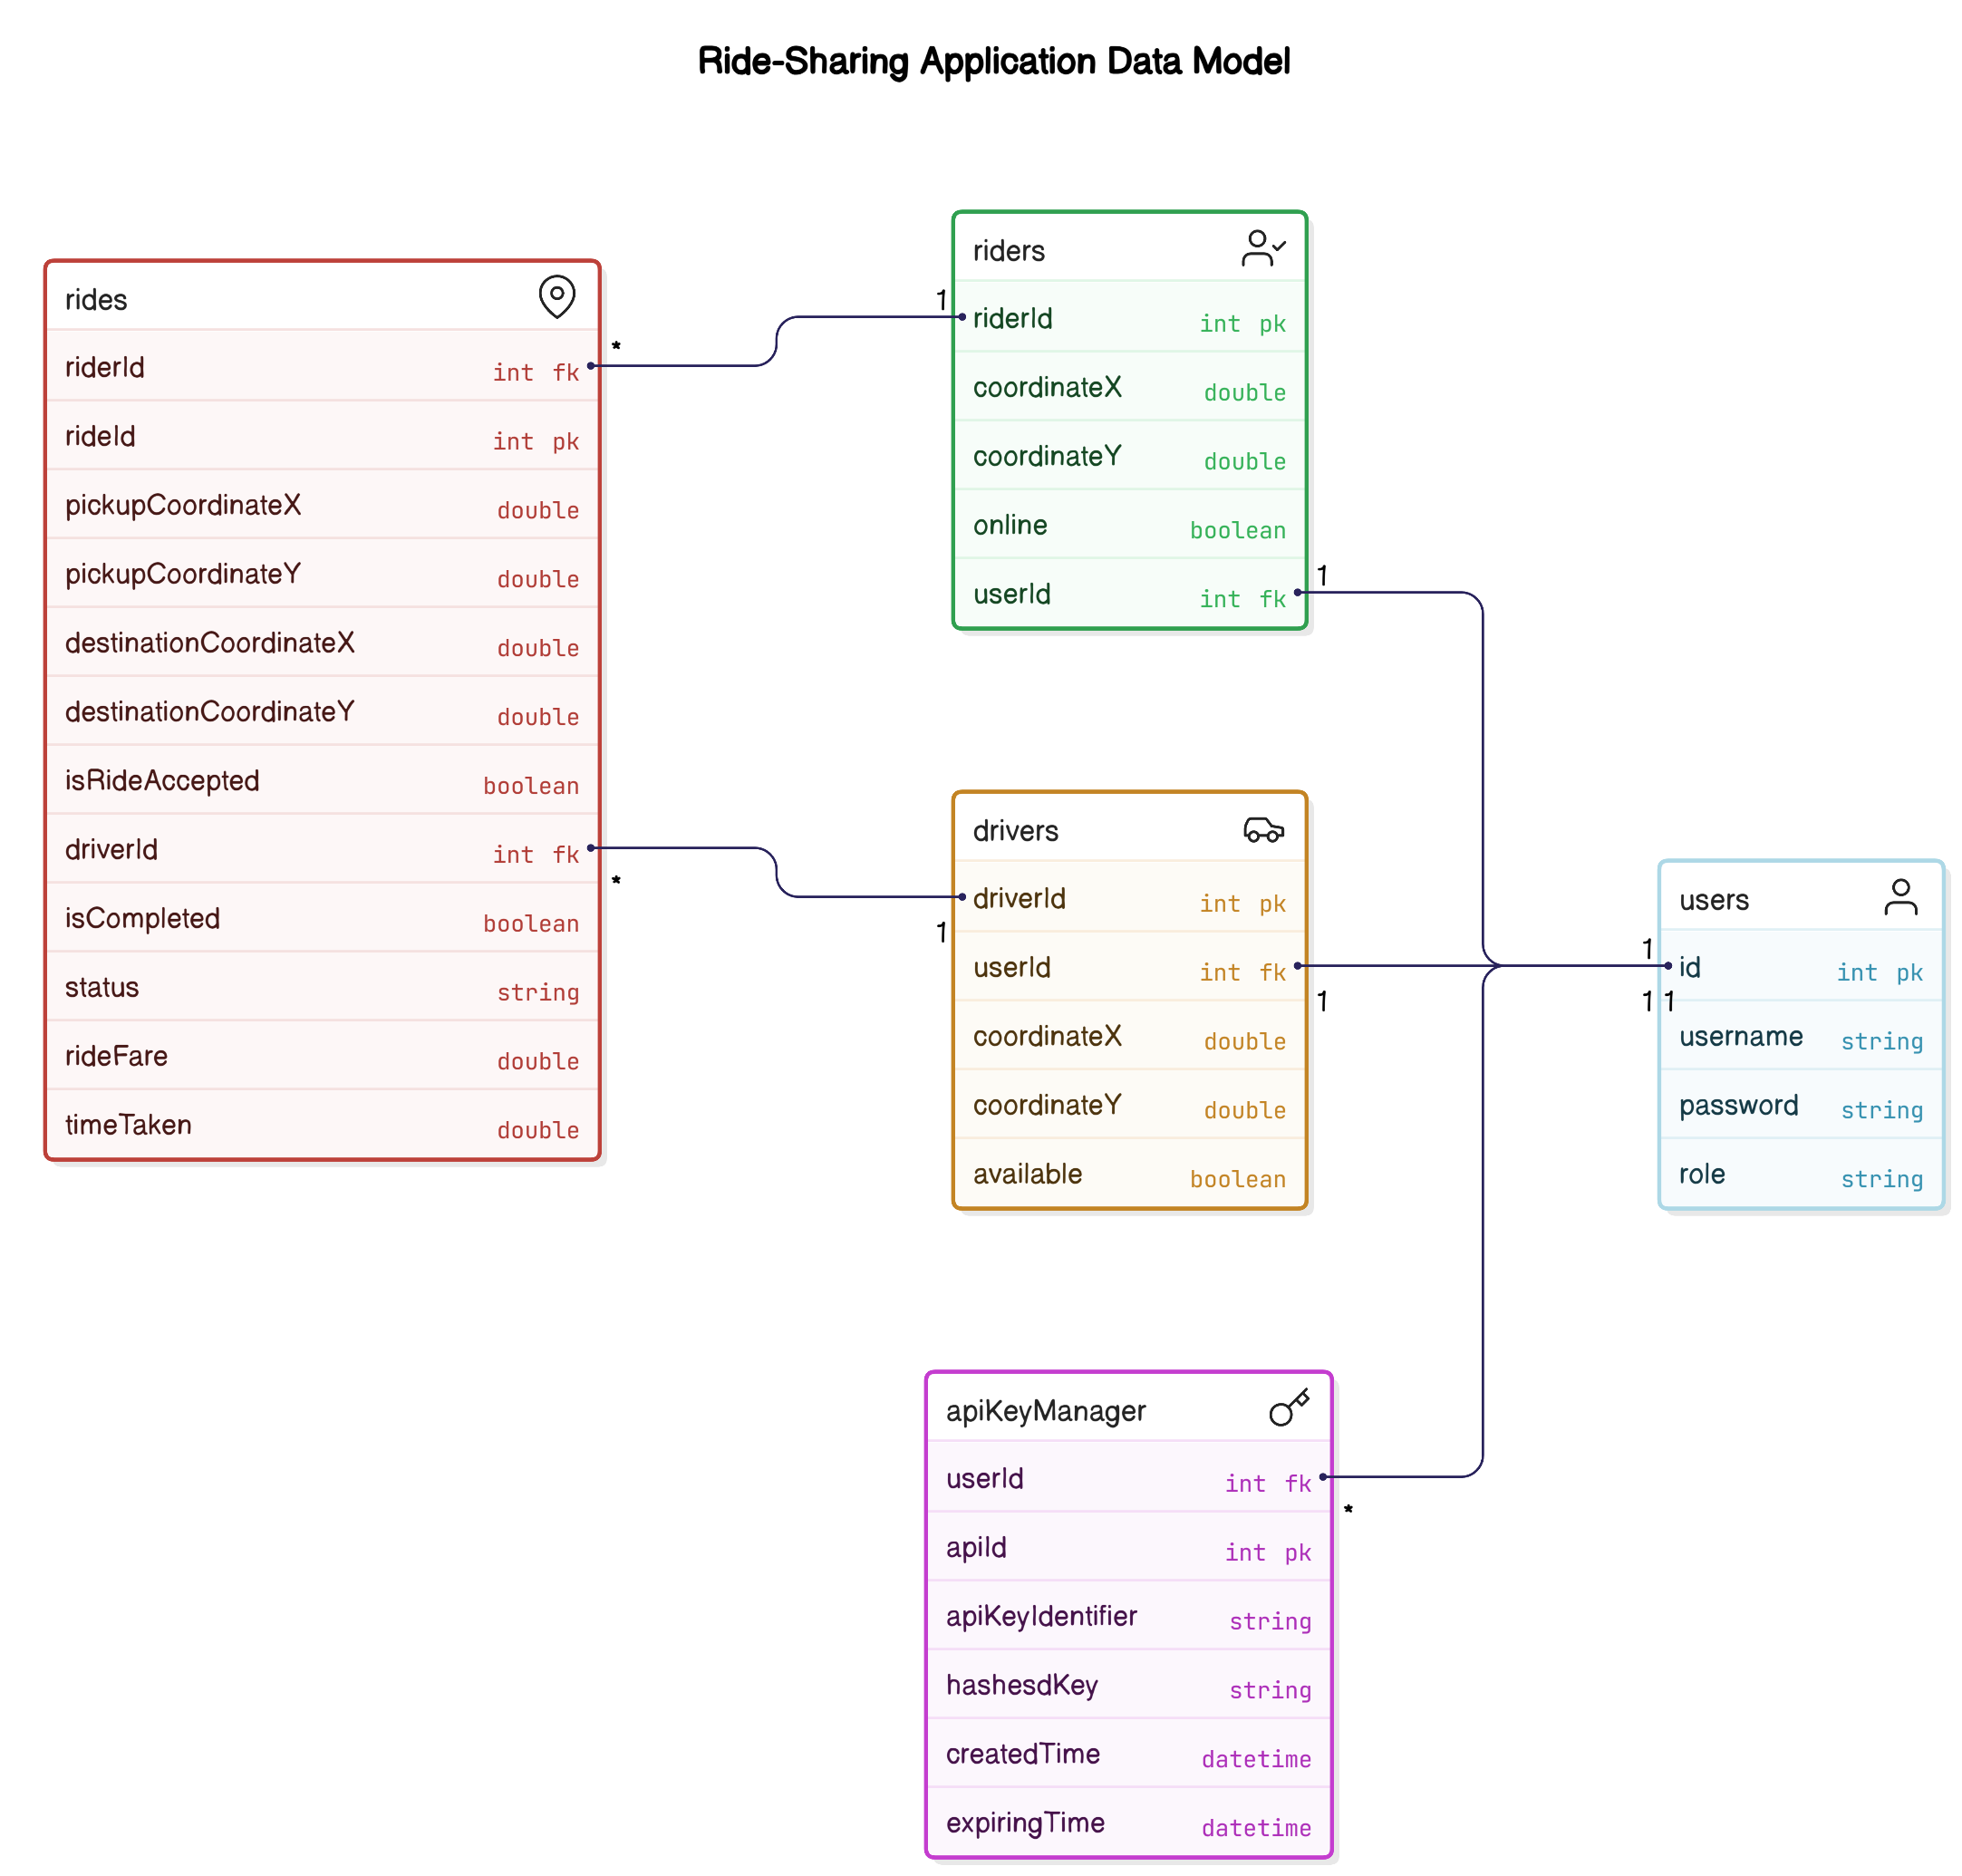 Ride-Sharing Application Data Model
rides
riderId int fk
rideId int pk
pickupCoordinateX double
pickupCoordinateY double
destinationCoordinateX double
destinationCoordinateY double
isRideAccepted boolean
driverId int fk
isCompleted boolean
status string
rideFare double
timeTaken double
*
*
1
1
riders
riderId int pk
coordinateX double
coordinateY double
online boolean
userId int fk
1
drivers
driverId int pk
userId int fk
coordinateX double
coordinateY double
available boolean
1
apiKeyManager
userId int fk
apiId int pk
apiKeyIdentifier string
hashesdKey string
createdTime datetime
expiringTime datetime
*
1
1 1
users
id int pk
username string
password string
role string